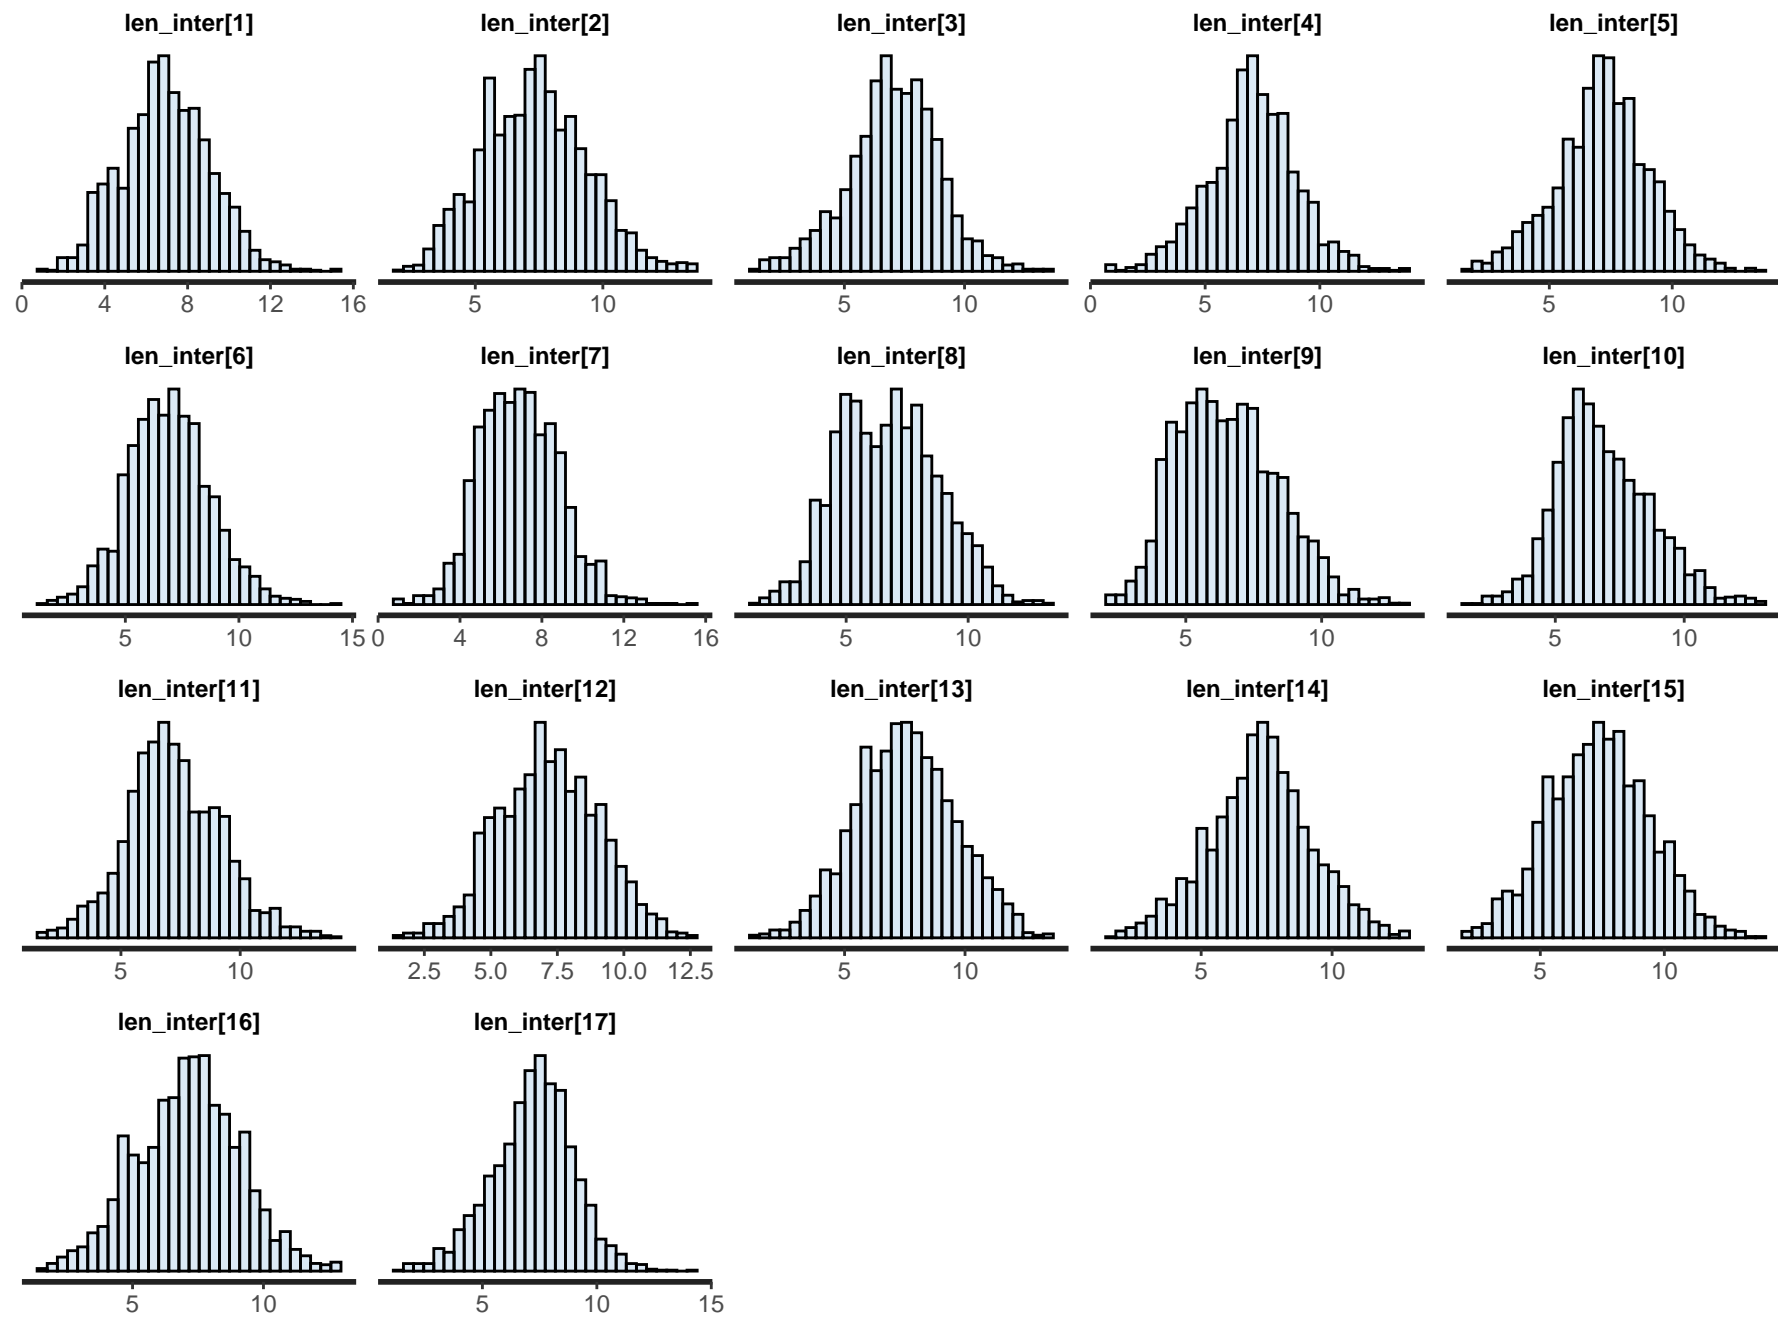 len_inter[1] len_inter[2] len_inter[3] len_inter[4] len_inter[5]
0 4 8 12 16 5 10 5 10 0 5 10 5 10
len_inter[6] len_inter[7] len_inter[8] len_inter[9] len_inter[10]
5 10 15 0 4 8 12 16 5 10 5 10 5 10
len_inter[11] len_inter[12] len_inter[13] len_inter[14] len_inter[15]
5 10 2.5 5.0 7.5 10.0 12.5 5 10 5 10 5 10
len_inter[16] len_inter[17]
5 10 5 10 15